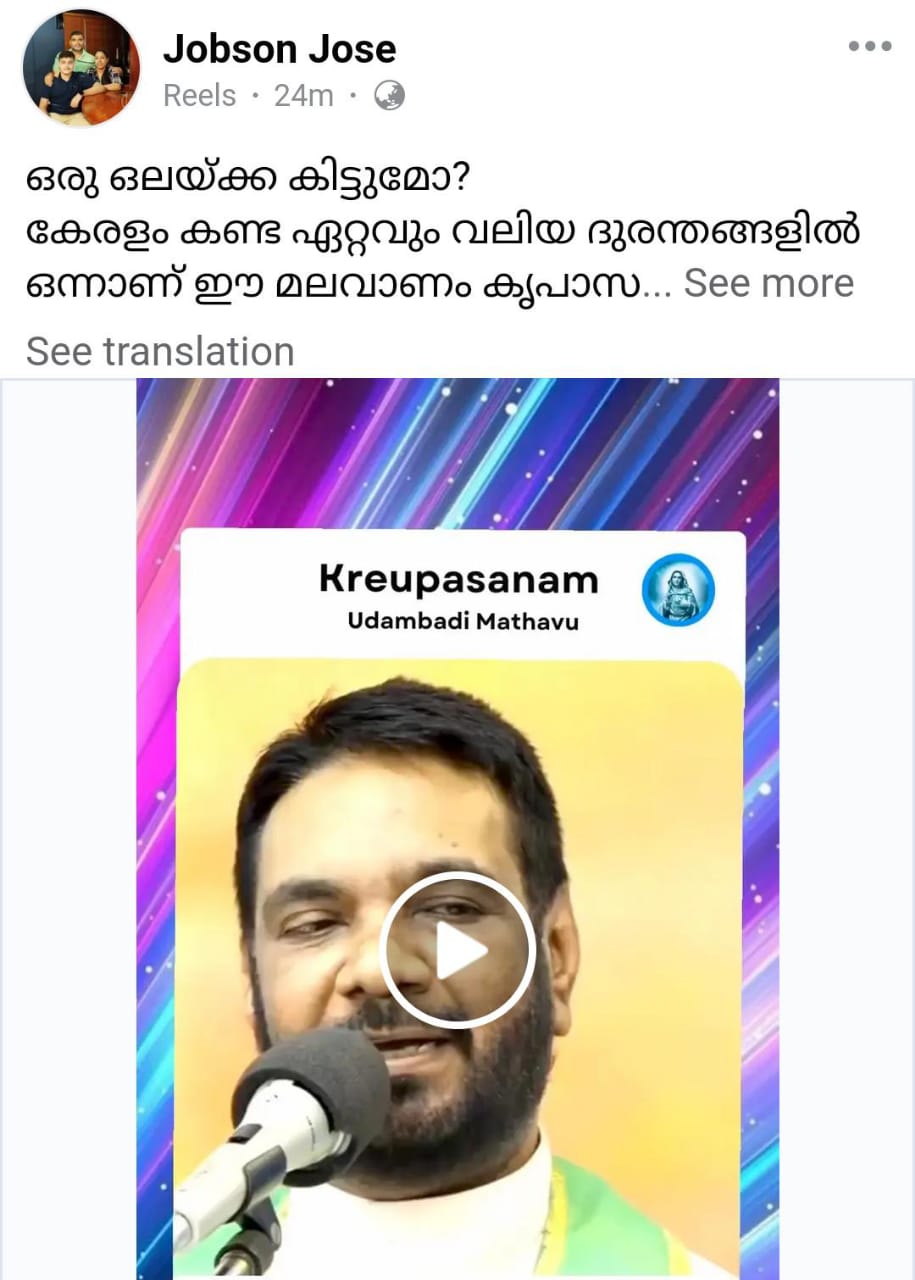 Jobson Jose
Reels · 24m ·
ഒരു ഒലയ്ക്ക കിട്ടുമോ?
കേരളം കണ്ട ഏറ്റവും വലിയ ദുരന്തങ്ങളിൽ
ഒന്നാണ് ഈ മലവാണം കൃപാസ... See more
See translation
Kreupasanam
Udambadi Mathavu